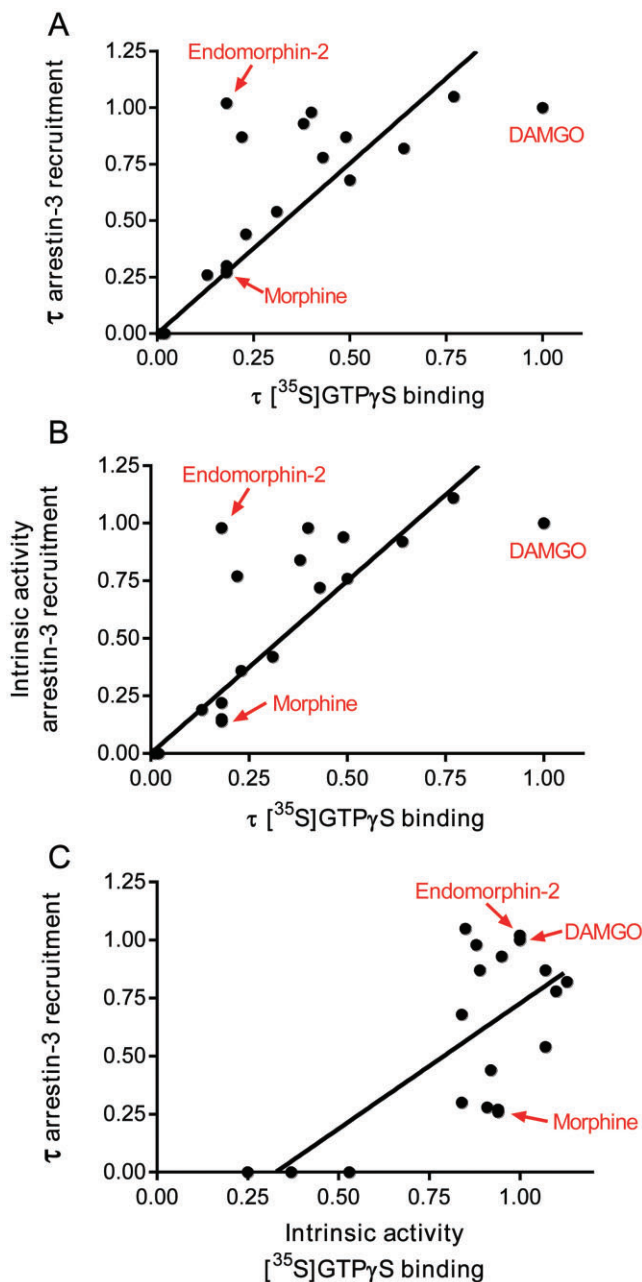 A
1.25
1.00
0.75
0.50
0.25
0.00
τ arrestin-3 recruitment
Endomorphin-2
DAMGO
Morphine
0.00 0.25 0.50 0.75 1.00
τ [³⁵S]GTPγS binding
B
1.25
1.00
0.75
0.50
0.25
0.00
Intrinsic activity
arrestin-3 recruitment
Endomorphin-2
DAMGO
Morphine
0.00 0.25 0.50 0.75 1.00
τ [³⁵S]GTPγS binding
C
1.25
1.00
0.75
0.50
0.25
0.00
τ arrestin-3 recruitment
Endomorphin-2
DAMGO
Morphine
0.00 0.25 0.50 0.75 1.00
Intrinsic activity
[³⁵S]GTPγS binding